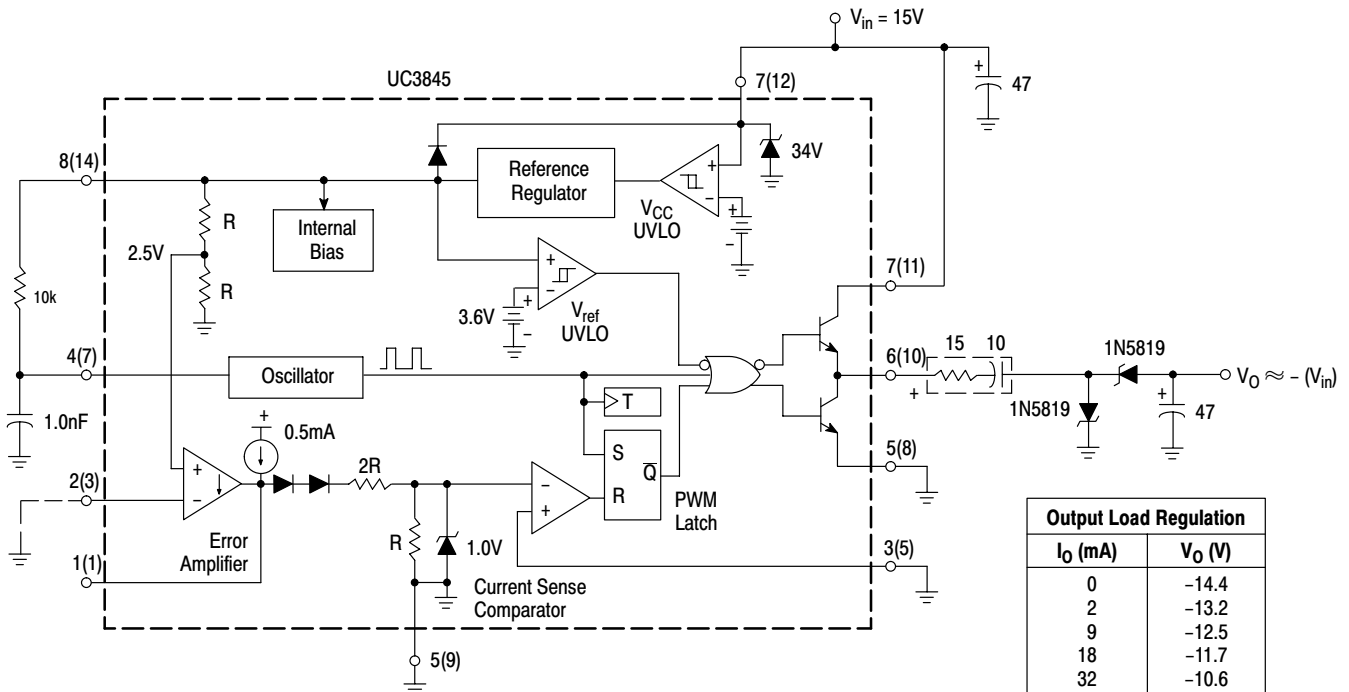 V_in = 15V
UC3845
7(12)
+
47
34V
8(14)
Reference
Regulator
+
−
V_CC
UVLO
+
−
R
Internal
Bias
2.5V
R
+
−
3.6V
+
−
V_ref
UVLO
7(11)
10k
4(7)
Oscillator
6(10)
15
10
+
1N5819
1N5819
V_O ≈ − (V_in)
+
47
1.0nF
+
0.5mA
T
S
Q̅
R
PWM
Latch
5(8)
+
−
2(3)
2R
−
+
Error
Amplifier
R
1.0V
3(5)
1(1)
Current Sense
Comparator
5(9)
Output Load Regulation
I_O (mA) V_O (V)
0 −14.4
2 −13.2
9 −12.5
18 −11.7
32 −10.6